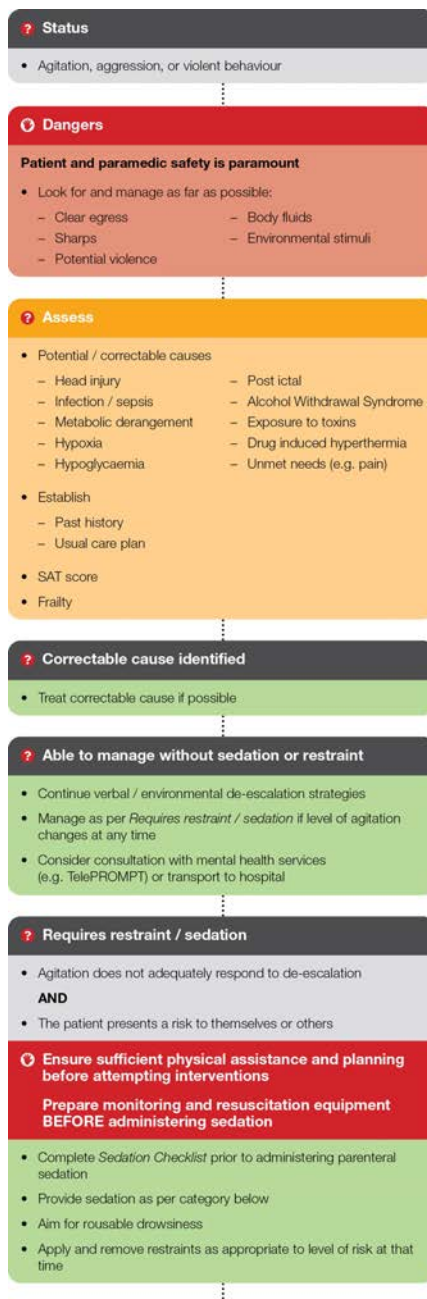 Status
• Agitation, aggression, or violent behaviour
Dangers
Patient and paramedic safety is paramount
• Look for and manage as far as possible:
– Clear egress
– Sharps
– Potential violence
– Body fluids
– Environmental stimuli
Assess
• Potential / correctable causes
– Head injury
– Infection / sepsis
– Metabolic derangement
– Hypoxia
– Hypoglycaemia
– Post ictal
– Alcohol Withdrawal Syndrome
– Exposure to toxins
– Drug induced hyperthermia
– Unmet needs (e.g. pain)
• Establish
– Past history
– Usual care plan
• SAT score
• Frailty
Correctable cause identified
• Treat correctable cause if possible
Able to manage without sedation or restraint
• Continue verbal / environmental de-escalation strategies
• Manage as per Requires restraint / sedation if level of agitation
changes at any time
• Consider consultation with mental health services
(e.g. TelePROMPT) or transport to hospital
Requires restraint / sedation
• Agitation does not adequately respond to de-escalation
AND
• The patient presents a risk to themselves or others
Ensure sufficient physical assistance and planning
before attempting interventions
Prepare monitoring and resuscitation equipment
BEFORE administering sedation
• Complete Sedation Checklist prior to administering parenteral
sedation
• Provide sedation as per category below
• Aim for rousable drowsiness
• Apply and remove restraints as appropriate to level of risk at that
time